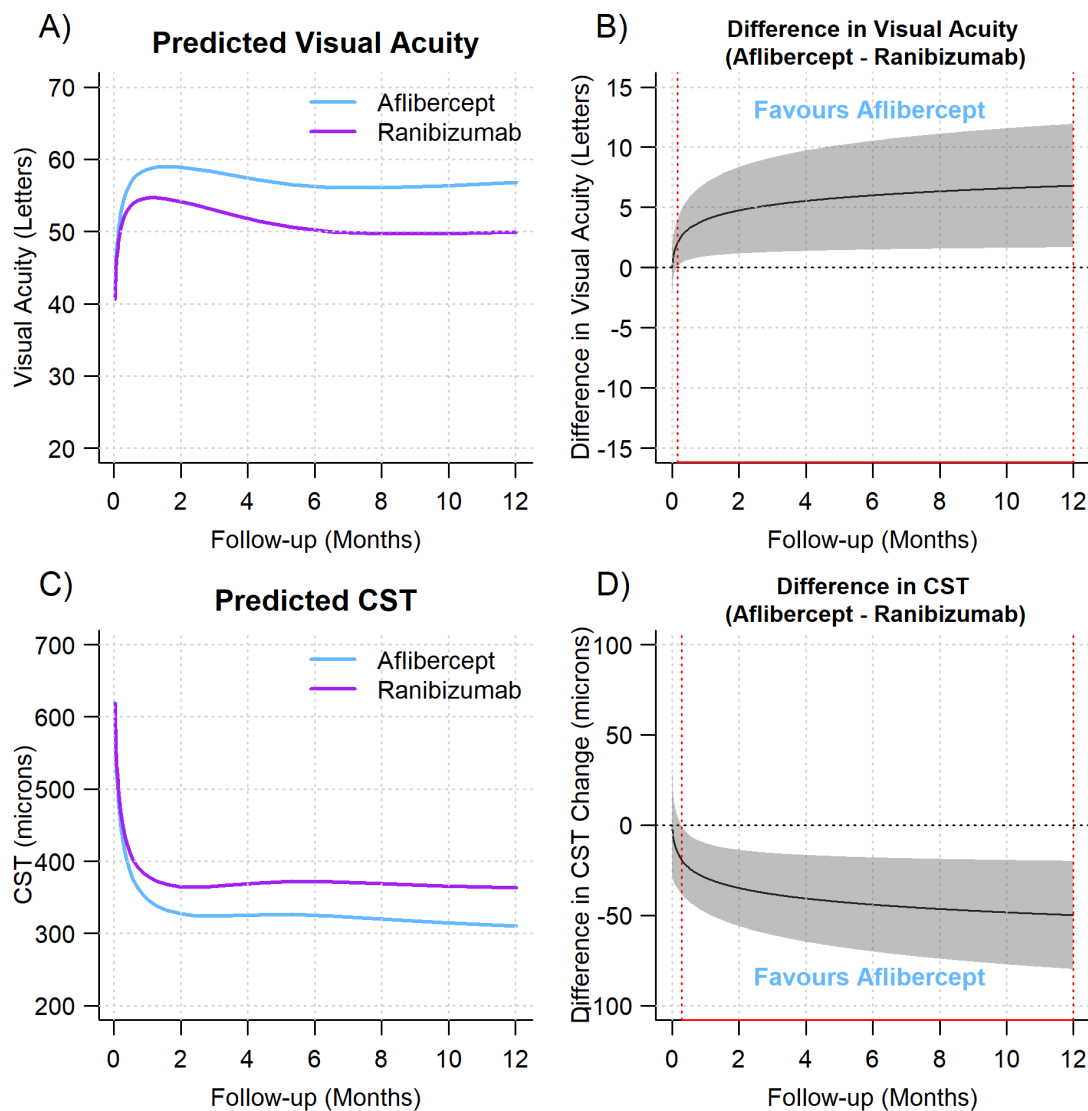 A)
Predicted Visual Acuity
Visual Acuity (Letters)
70
60
50
40
30
20
Aflibercept
Ranibizumab
0 2 4 6 8 10 12
Follow-up (Months)
B)
Difference in Visual Acuity
(Aflibercept - Ranibizumab)
Difference in Visual Acuity (Letters)
15
10
5
0
-5
-10
-15
Favours Aflibercept
0 2 4 6 8 10 12
Follow-up (Months)
C)
Predicted CST
CST (microns)
700
600
500
400
300
200
Aflibercept
Ranibizumab
0 2 4 6 8 10 12
Follow-up (Months)
D)
Difference in CST
(Aflibercept - Ranibizumab)
Difference in CST Change (microns)
100
50
0
-50
-100
Favours Aflibercept
0 2 4 6 8 10 12
Follow-up (Months)